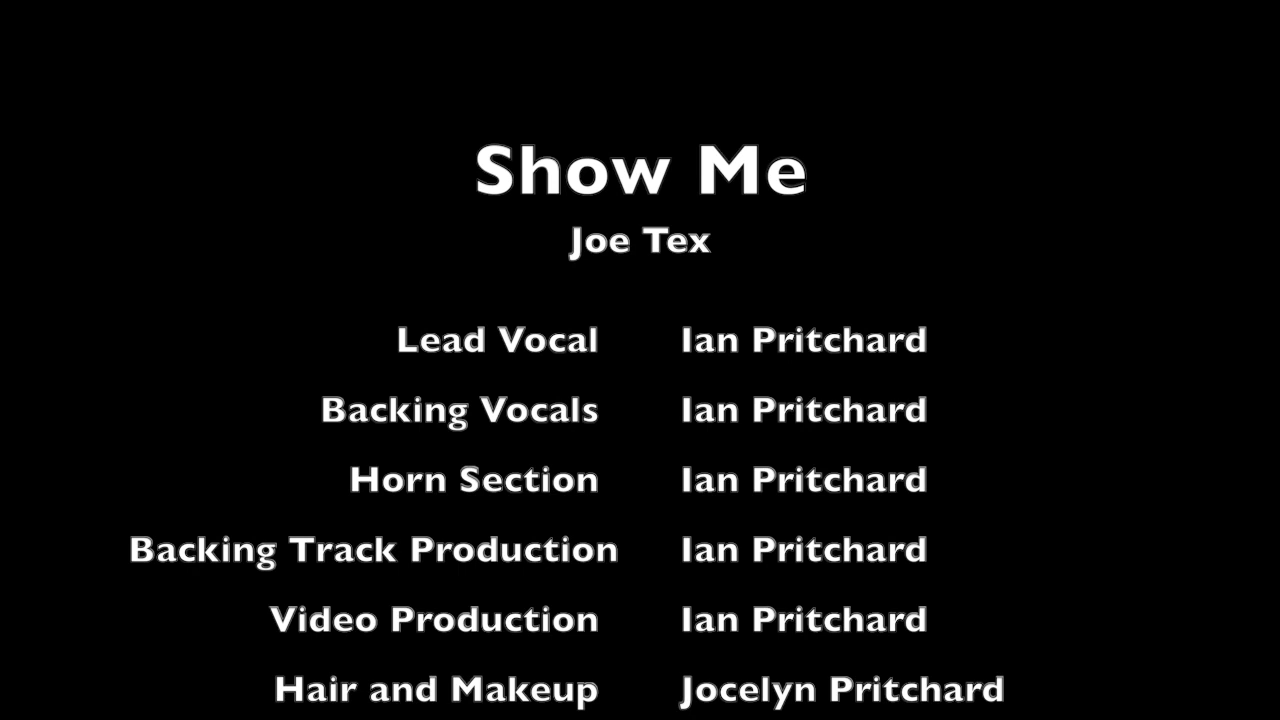 Show Me
Joe Tex
Lead Vocal Ian Pritchard
Backing Vocals Ian Pritchard
Horn Section Ian Pritchard
Backing Track Production Ian Pritchard
Video Production Ian Pritchard
Hair and Makeup Jocelyn Pritchard